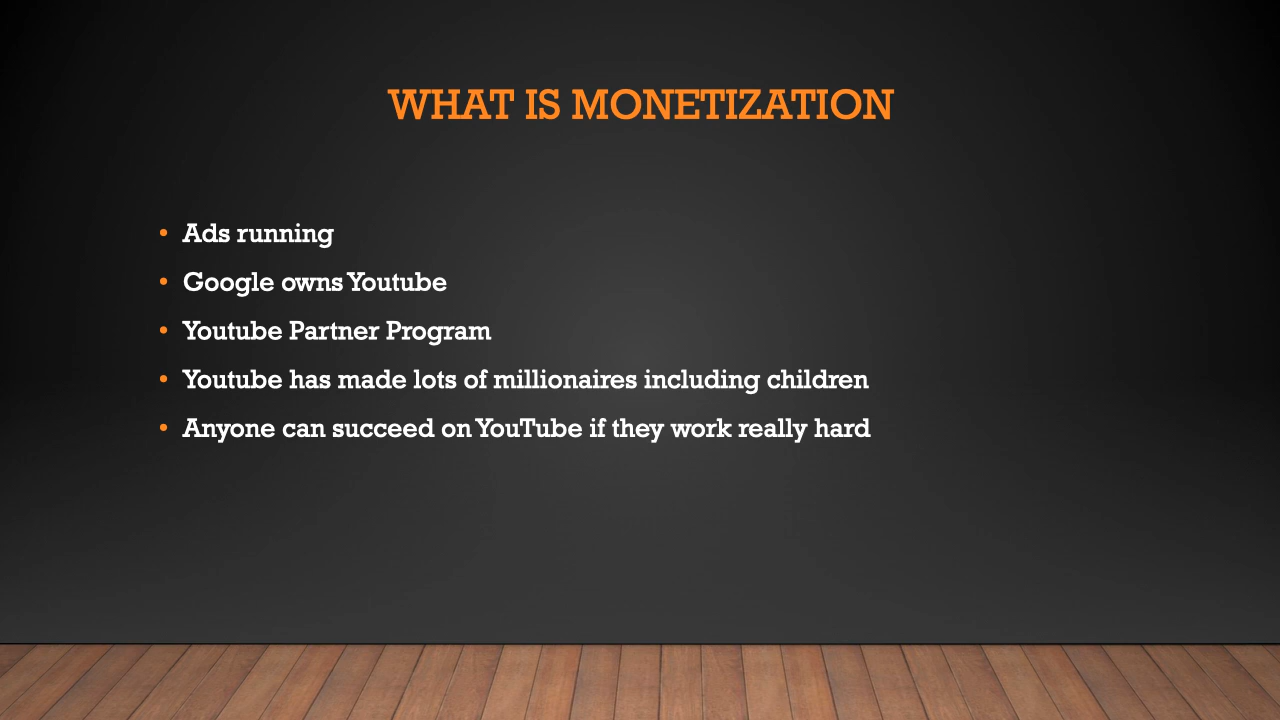 WHAT IS MONETIZATION
• Ads running
• Google owns Youtube
• Youtube Partner Program
• Youtube has made lots of millionaires including children
• Anyone can succeed on YouTube if they work really hard